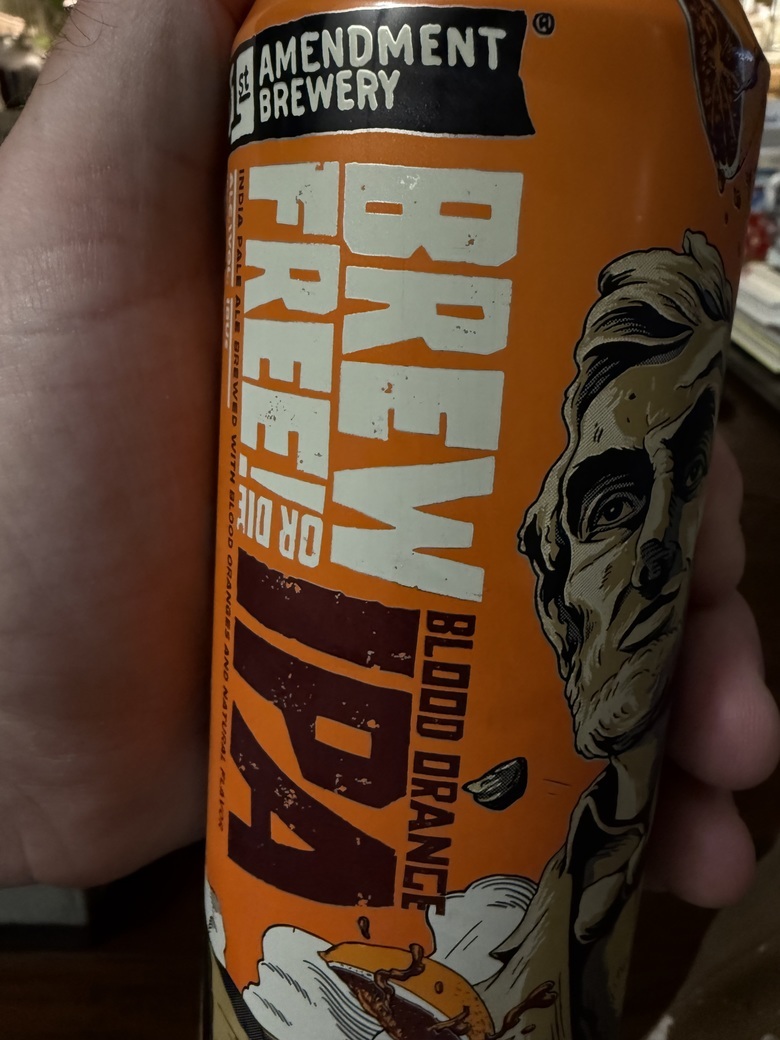 1st
AMENDMENT
BREWERY
®
BREW
FREE!
OR DIE
BLOOD ORANGE
IPA
INDIA PALE ALE BREWED WITH BLOOD ORANGES AND NATURAL FLAVOR